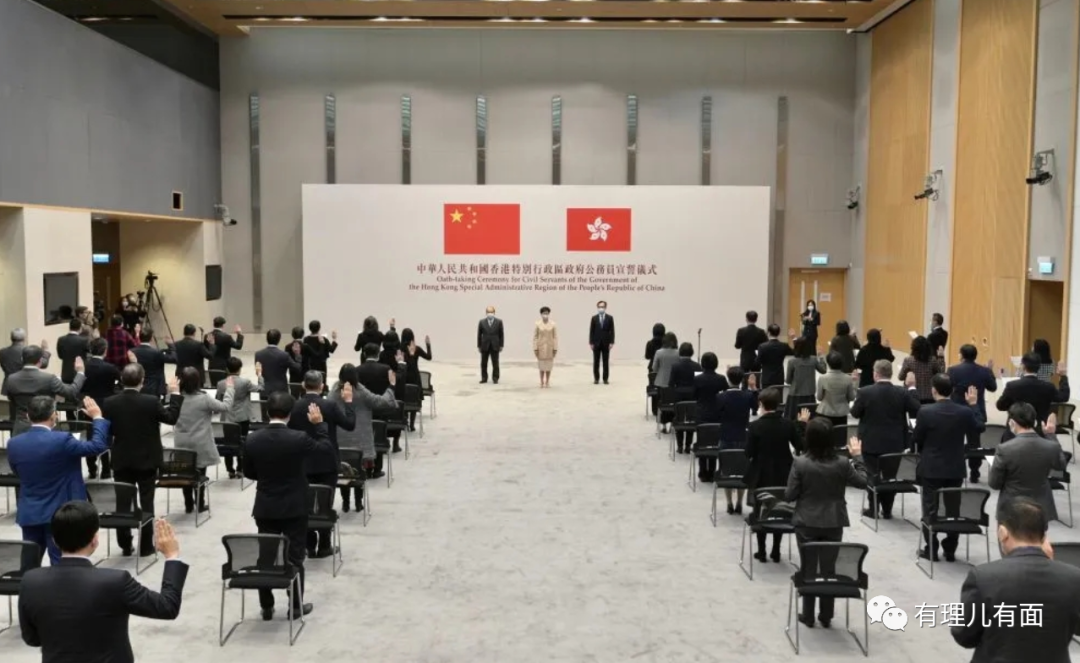 中華人民共和國香港特別行政區政府公務員宣誓儀式
Oath-taking Ceremony for Civil Servants of the Government of
the Hong Kong Special Administrative Region of the People's Republic of China
有理儿有面